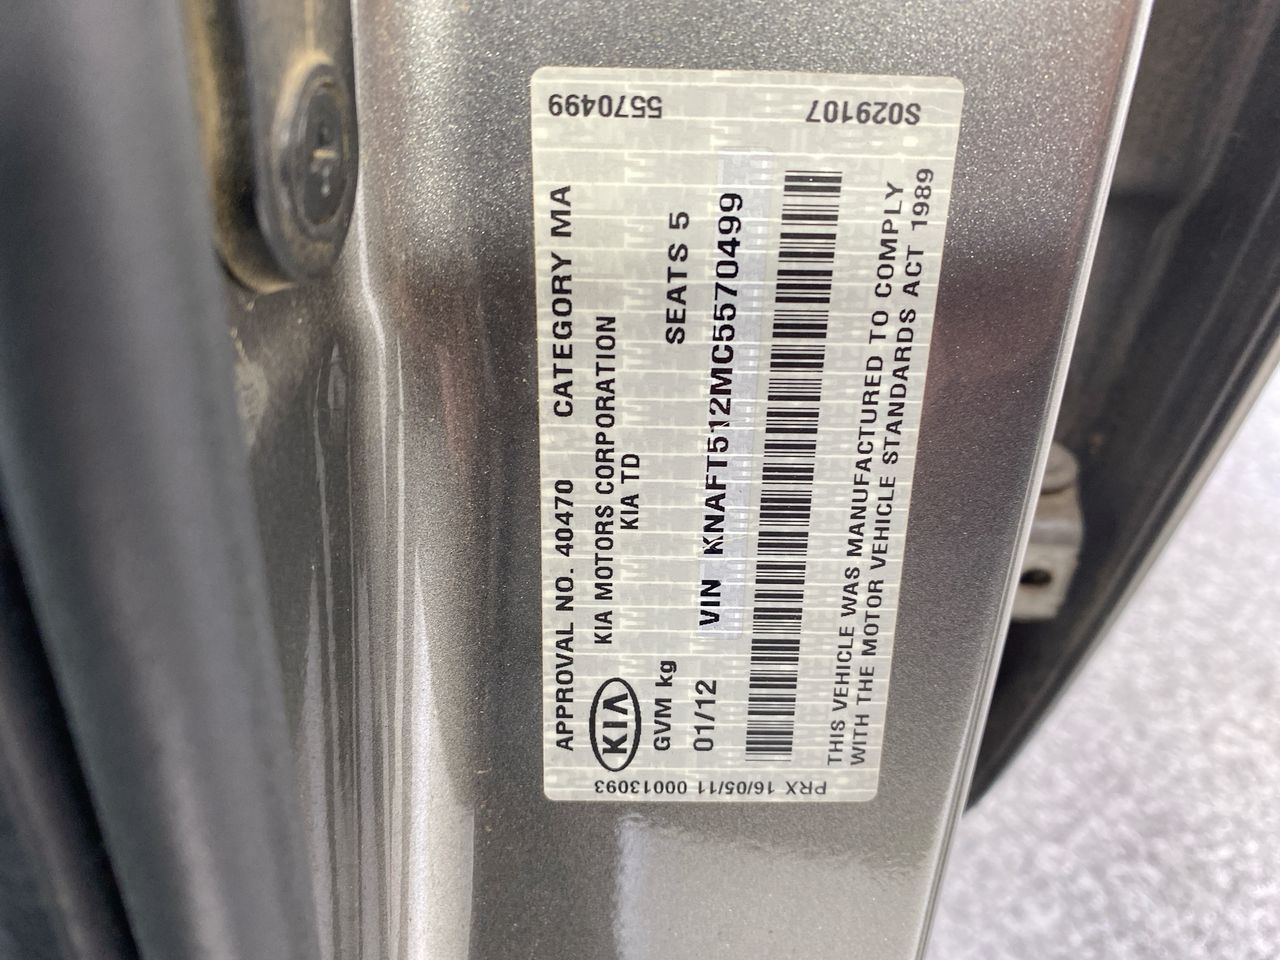 APPROVAL NO. 40470 CATEGORY MA
KIA KIA MOTORS CORPORATION
KIA TD
GVM kg SEATS 5
01/12 VIN KNAFT512MC5570499
THIS VEHICLE WAS MANUFACTURED TO COMPLY
WITH THE MOTOR VEHICLE STANDARDS ACT 1989
5570499 S029107
PRX 16/05/11 00013093